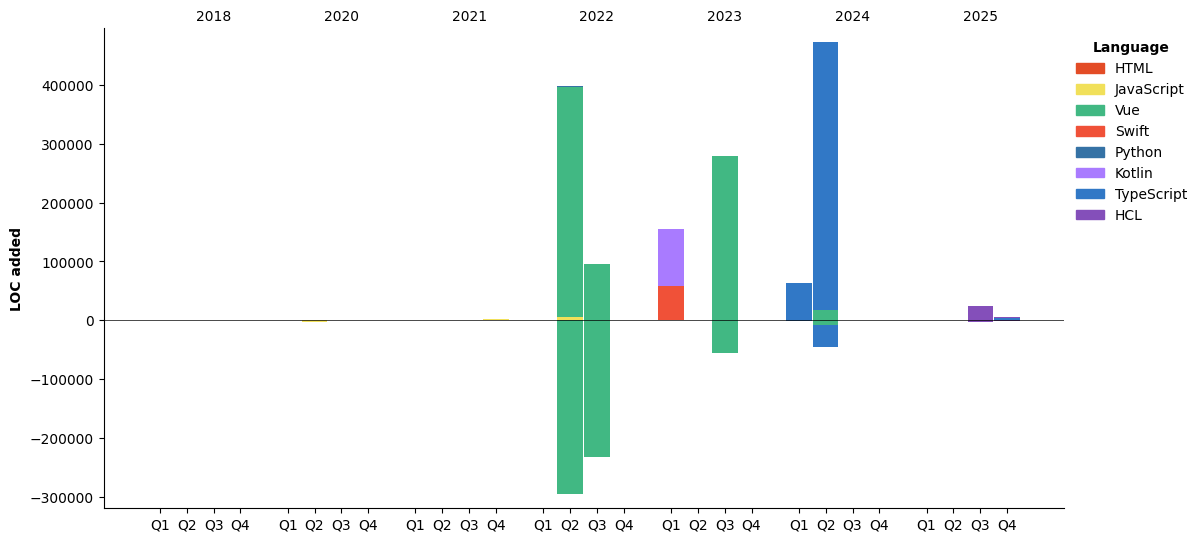 2018 2020 2021 2022 2023 2024 2025
Language
HTML
JavaScript
Vue
Swift
Python
Kotlin
TypeScript
HCL
LOC added
400000
300000
200000
100000
0
−100000
−200000
−300000
Q1 Q2 Q3 Q4 Q1 Q2 Q3 Q4 Q1 Q2 Q3 Q4 Q1 Q2 Q3 Q4 Q1 Q2 Q3 Q4 Q1 Q2 Q3 Q4 Q1 Q2 Q3 Q4